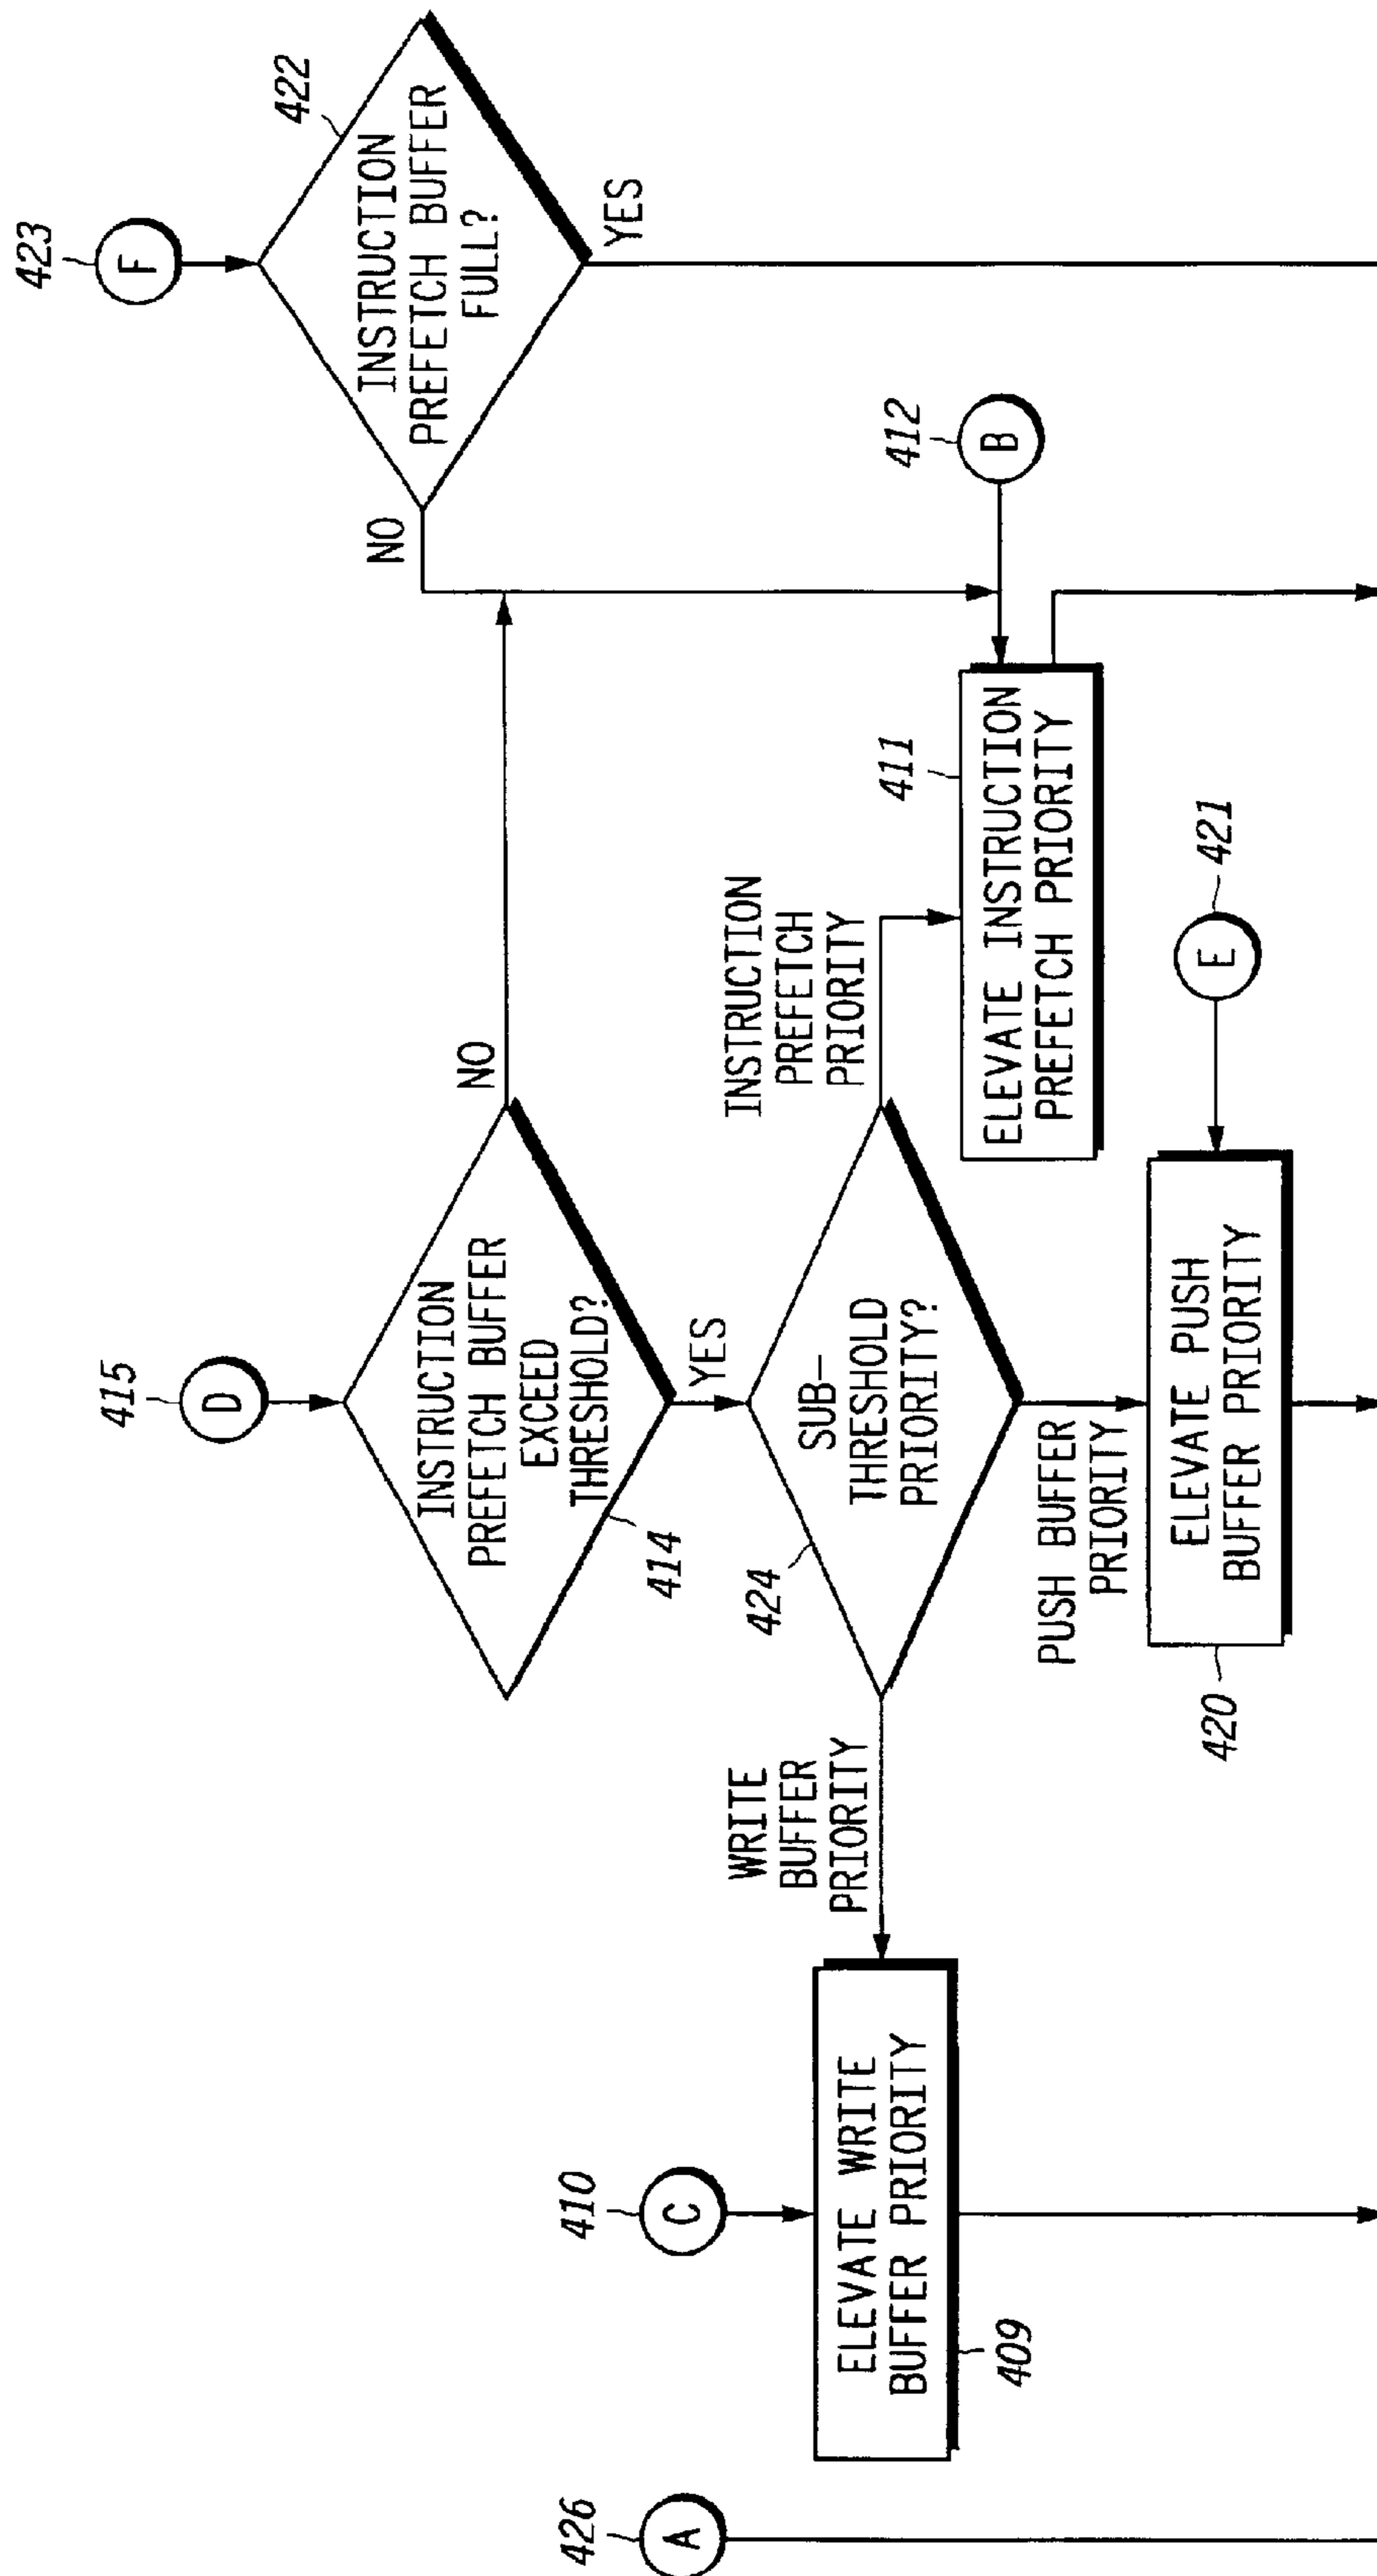 423
F
422
INSTRUCTION
PREFETCH BUFFER
FULL?
NO
YES
415
D
INSTRUCTION
PREFETCH BUFFER
EXCEED
THRESHOLD?
414
NO
YES
412
B
424
SUB-
THRESHOLD
PRIORITY?
INSTRUCTION
PREFETCH
PRIORITY
411
ELEVATE INSTRUCTION
PREFETCH PRIORITY
WRITE
BUFFER
PRIORITY
PUSH BUFFER
PRIORITY
421
E
420
ELEVATE PUSH
BUFFER PRIORITY
410
C
ELEVATE WRITE
BUFFER PRIORITY
409
426
A